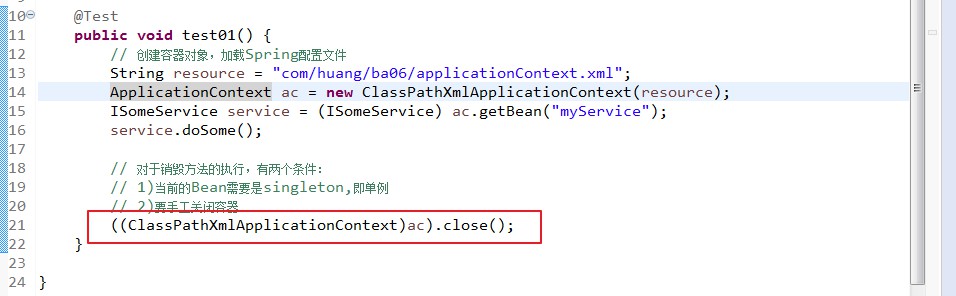 10 @Test
11 public void test01() {
12 // 创建容器对象，加载Spring配置文件
13 String resource = "com/huang/ba06/applicationContext.xml";
14 ApplicationContext ac = new ClassPathXmlApplicationContext(resource);
15 ISomeService service = (ISomeService) ac.getBean("myService");
16 service.doSome();
17
18 // 对于销毁方法的执行，有两个条件：
19 // 1)当前的Bean需要是singleton,即单例
20 // 2)要手工关闭容器
21 ((ClassPathXmlApplicationContext)ac).close();
22 }
23
24 }